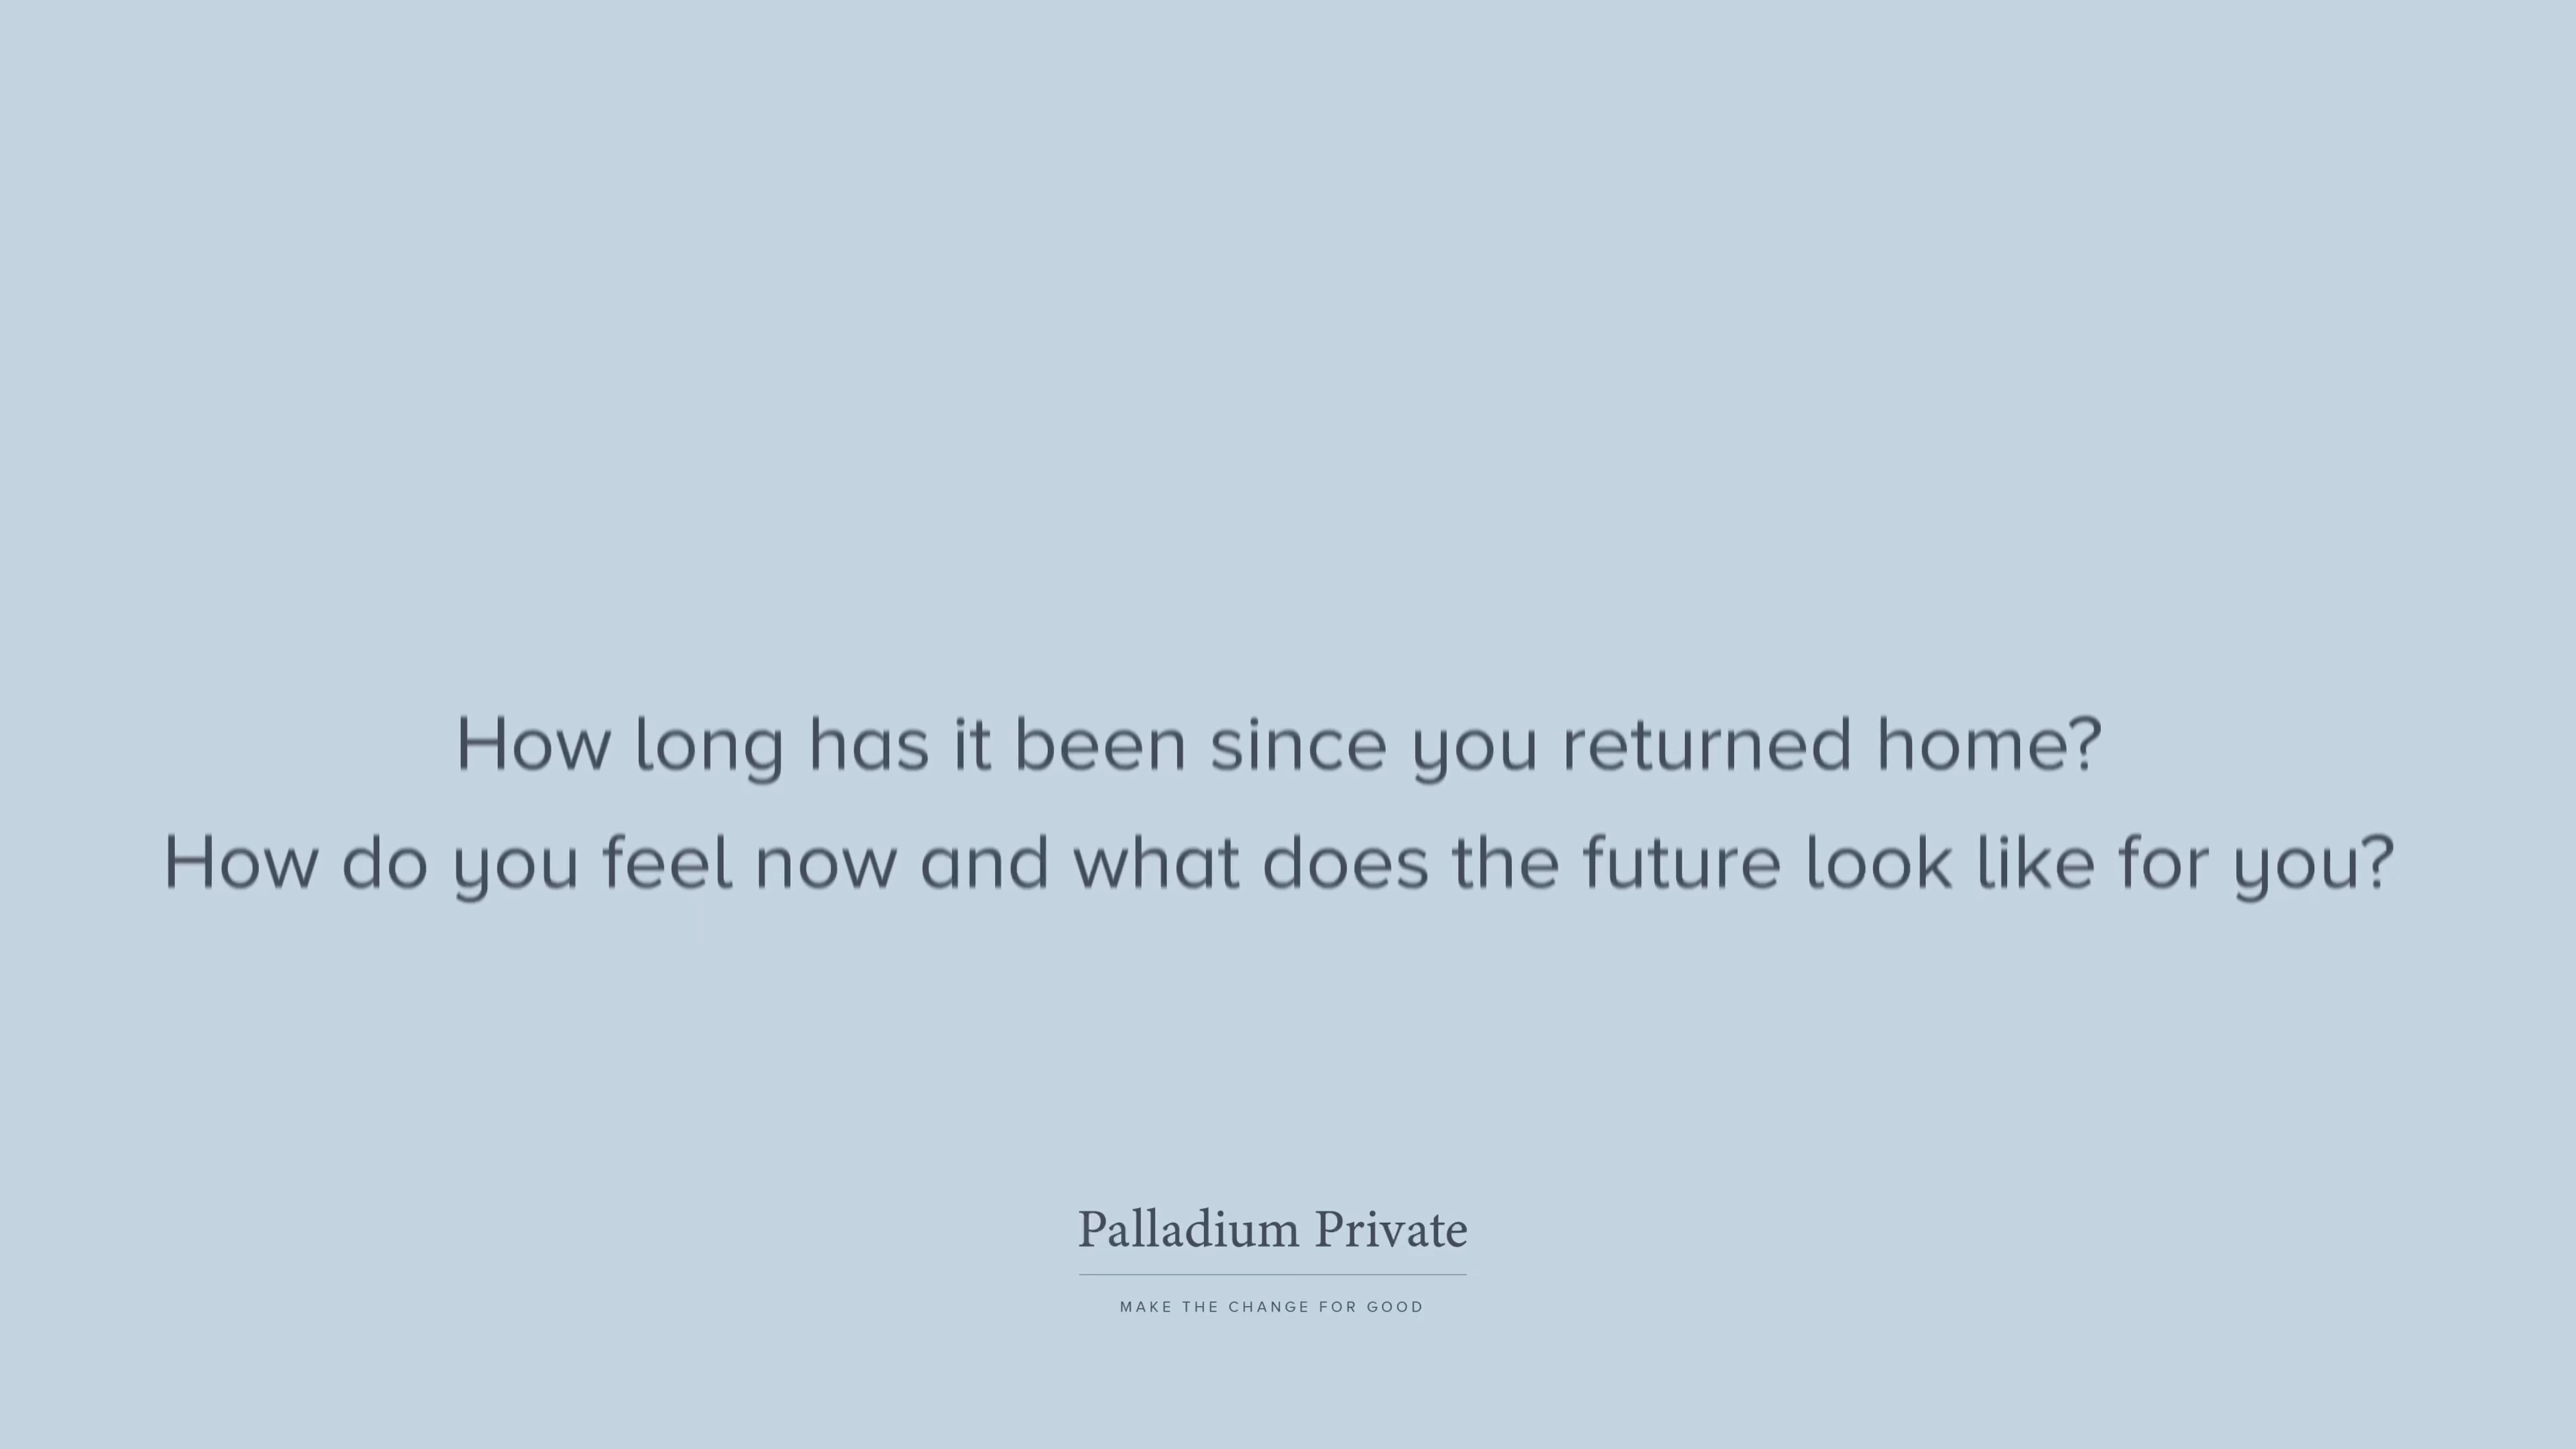 How long has it been since you returned home?
How do you feel now and what does the future look like for you?
Palladium Private
MAKE THE CHANGE FOR GOOD